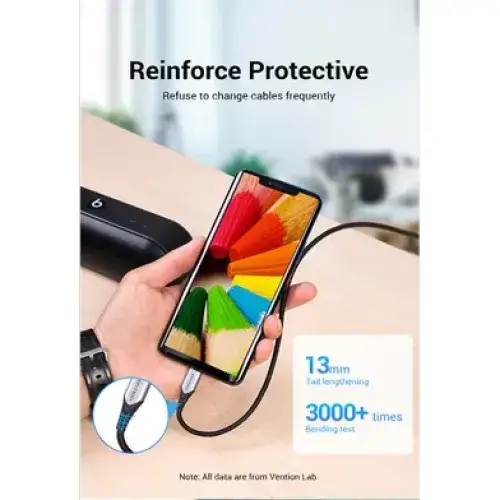 Reinforce Protective
Refuse to change cables frequently
13mm
Tail lengthening
3000+ times
Bending test
Note: All data are from Vention Lab